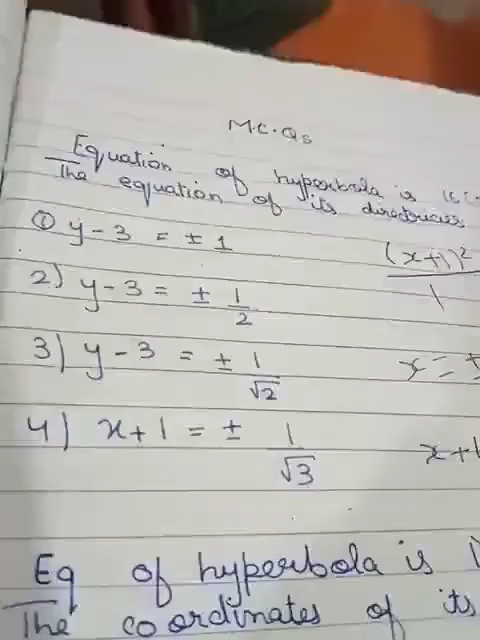 M.C.Qs
Equation of hyperbola is
The equation of its directrices
① y - 3 = ± 1
(x+1)²/1
2) y - 3 = ± 1/2
3) y - 3 = ± 1/√2
x = ±
4) x + 1 = ± 1/√3
x+1
Eq of hyperbola is
The coordinates of its